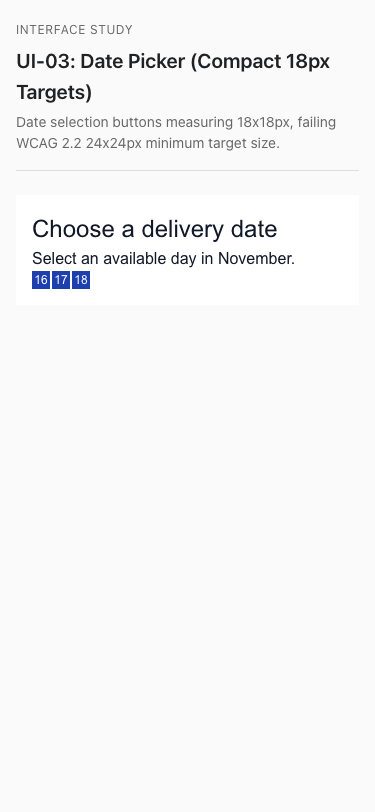 INTERFACE STUDY
UI-03: Date Picker (Compact 18px
Targets)
Date selection buttons measuring 18x18px, failing
WCAG 2.2 24x24px minimum target size.
Choose a delivery date
Select an available day in November.
16 17 18